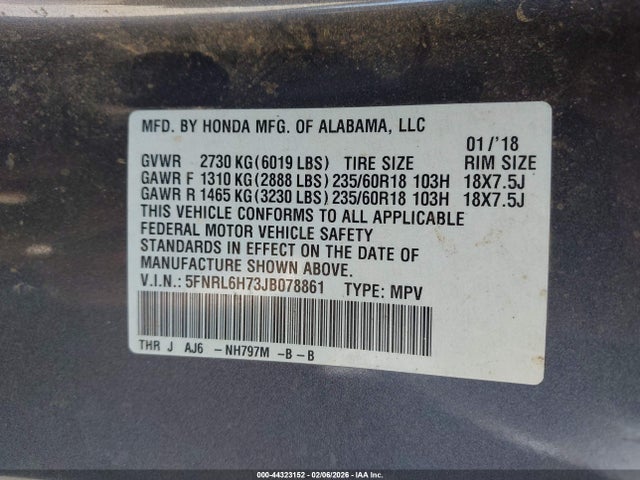 MFD. BY HONDA MFG. OF ALABAMA, LLC
01/'18
GVWR 2730 KG(6019 LBS) TIRE SIZE RIM SIZE
GAWR F 1310 KG(2888 LBS) 235/60R18 103H 18X7.5J
GAWR R 1465 KG(3230 LBS) 235/60R18 103H 18X7.5J
THIS VEHICLE CONFORMS TO ALL APPLICABLE
FEDERAL MOTOR VEHICLE SAFETY
STANDARDS IN EFFECT ON THE DATE OF
MANUFACTURE SHOWN ABOVE.
V.I.N.: 5FNRL6H73JB078861 TYPE: MPV
THR J AJ6 -NH797M -B-B
000-44323152 - 02/06/2026 - IAA Inc.